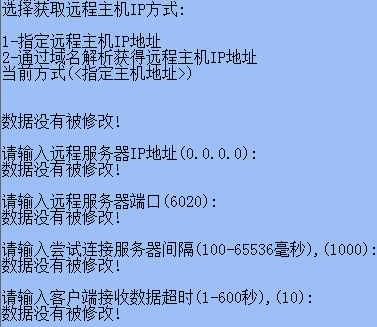 选择获取远程主机IP方式:
1-指定远程主机IP地址
2-通过域名解析获得远程主机IP地址
当前方式(<指定主机地址>)
数据没有被修改!
请输入远程服务器IP地址(0.0.0.0):
数据没有被修改!
请输入远程服务器端口(6020):
数据没有被修改!
请输入尝试连接服务器间隔(100-65536毫秒),(1000):
数据没有被修改!
请输入客户端接收数据超时(1-600秒),(10):
数据没有被修改!